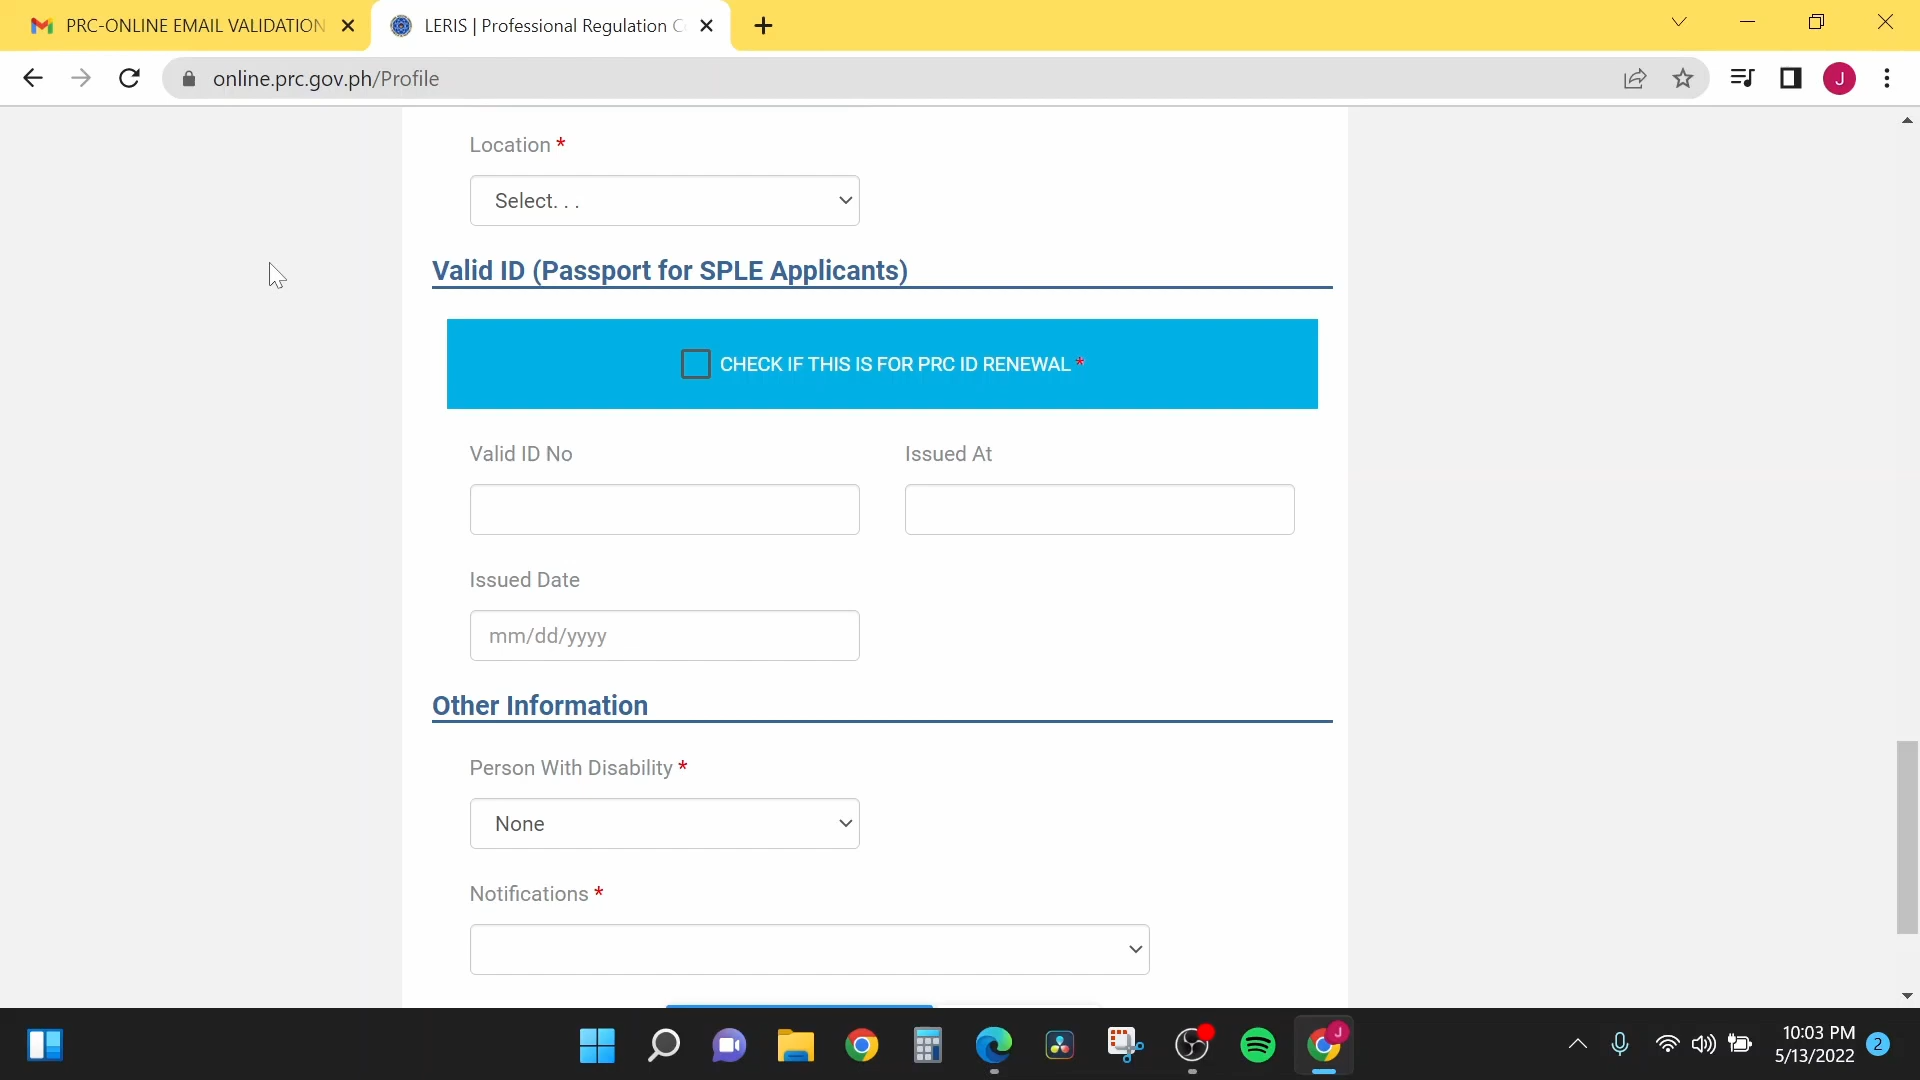 PRC-ONLINE EMAIL VALIDATION
LERIS | Professional Regulation C
online.prc.gov.ph/Profile
J
Location *
Select. . .
Valid ID (Passport for SPLE Applicants)
CHECK IF THIS IS FOR PRC ID RENEWAL *
Valid ID No
Issued At
Issued Date
mm/dd/yyyy
Other Information
Person With Disability *
None
Notifications *
J
10:03 PM
5/13/2022
2